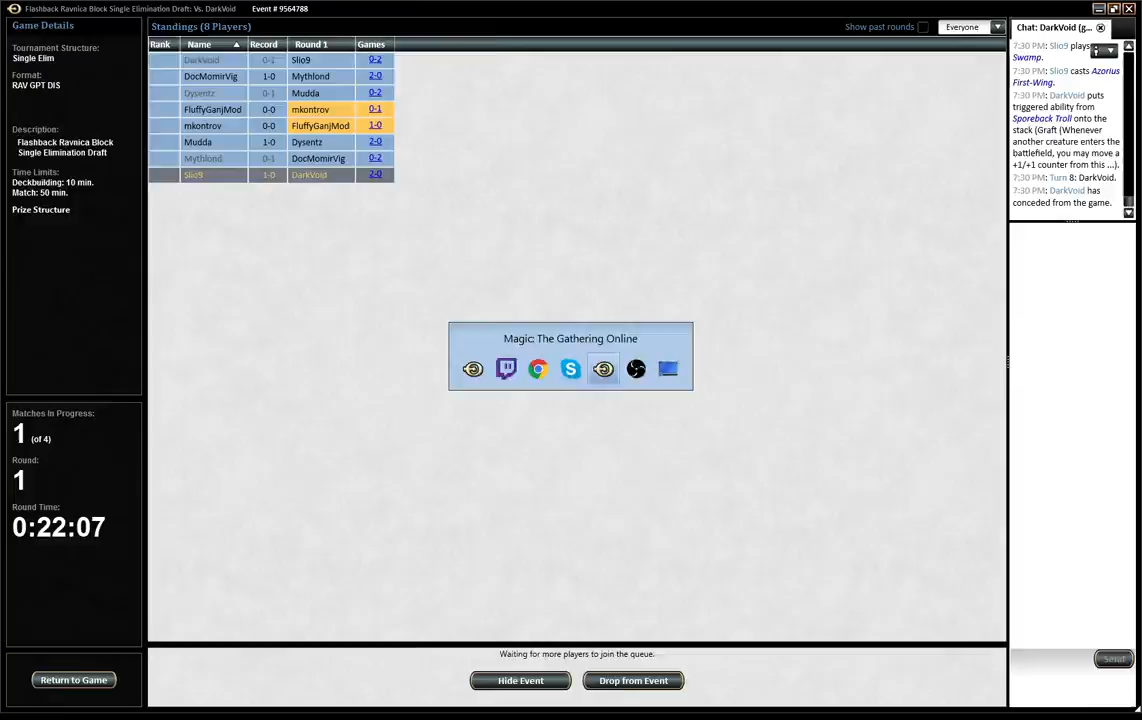 Flashback Ravnica Block Single Elimination Draft: Vs. DarkVoid Event # 9564788
Game Details
Tournament Structure:
Single Elim
Format:
RAV GPT DIS
Description:
Flashback Ravnica Block
Single Elimination Draft
Time Limits:
Deckbuilding: 10 min.
Match: 50 min.
Prize Structure
Matches In Progress:
1 (of 4)
Round:
1
Round Time:
0:22:07
Return to Game
Standings (8 Players)
Show past rounds
Everyone
Rank Name Record Round 1 Games
DarkVoid 0-1 Slio9 0-2
DocMomirVig 1-0 Mythlond 2-0
Dysentz 0-1 Mudda 0-2
FluffyGanjMod 0-0 mkontrov 0-1
mkontrov 0-0 FluffyGanjMod 1-0
Mudda 1-0 Dysentz 2-0
Mythlond 0-1 DocMomirVig 0-2
Slio9 1-0 DarkVoid 2-0
Magic: The Gathering Online
Waiting for more players to join the queue.
Hide Event
Drop from Event
Chat: DarkVoid (g...
7:30 PM: Slio9 plays
Swamp.
7:30 PM: Slio9 casts Azorius
First-Wing.
7:30 PM: DarkVoid puts
triggered ability from
Sporeback Troll onto the
stack (Graft (Whenever
another creature enters the
battlefield, you may move a
+1/+1 counter from this ...).
7:30 PM: Turn 8: DarkVoid.
7:30 PM: DarkVoid has
conceded from the game.
Send